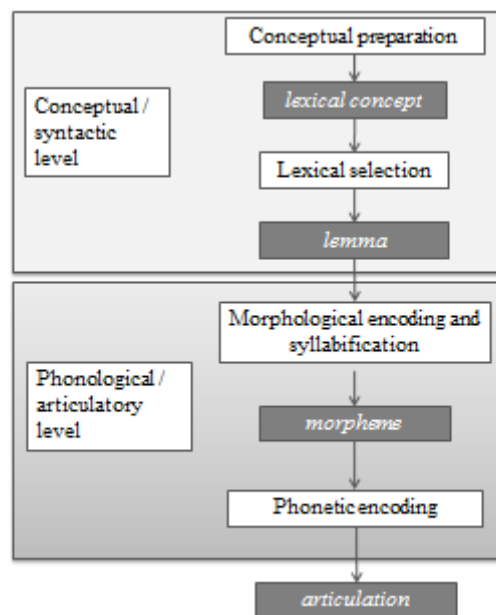 Conceptual preparation
lexical concept
Conceptual /
syntactic
level
Lexical selection
lemma
Morphological encoding and
syllabification
Phonological /
articulatory
level
morpheme
Phonetic encoding
articulation